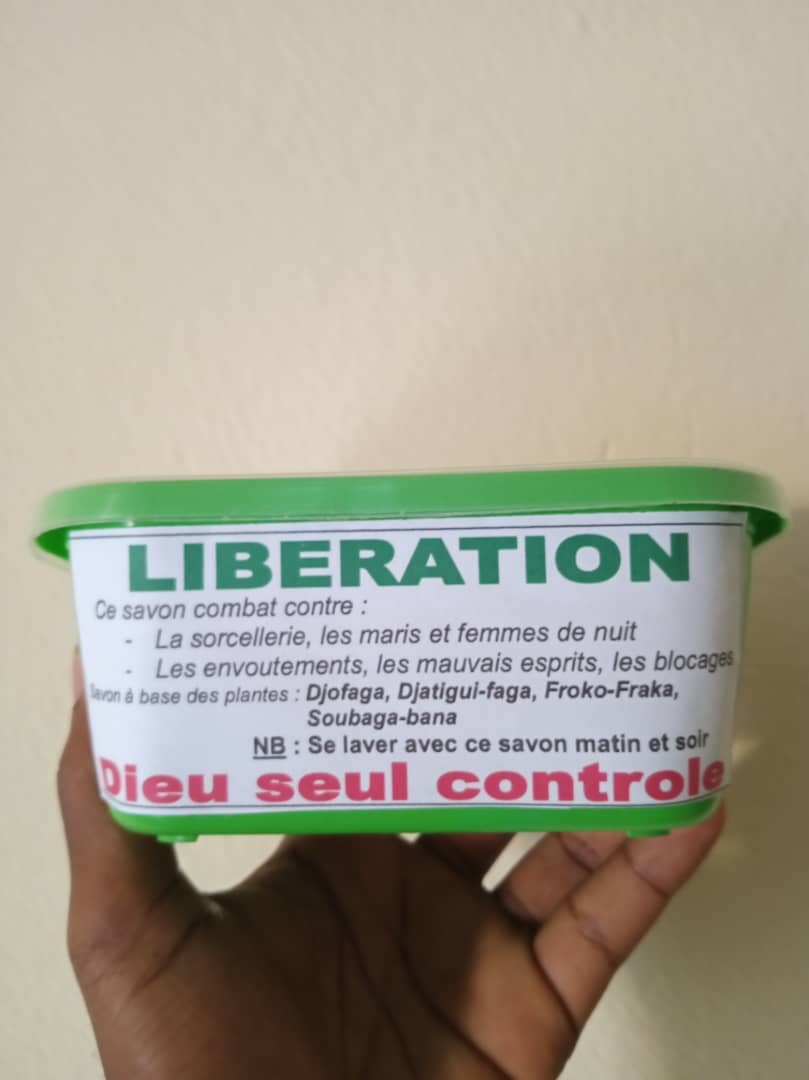 LIBERATION
Ce savon combat contre :
- La sorcellerie, les maris et femmes de nuit
- Les envoutements, les mauvais esprits, les blocages
Savon à base des plantes : Djofaga, Djatigui-faga, Froko-Fraka,
Soubaga-bana
NB : Se laver avec ce savon matin et soir
Dieu seul controle